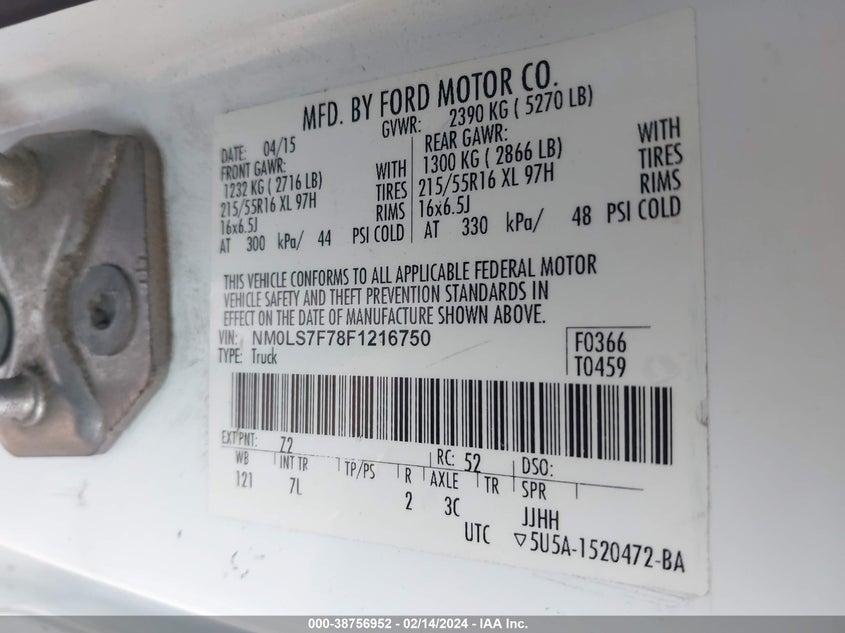 MFD. BY FORD MOTOR CO.
DATE: 04/15 GVWR: 2390 KG ( 5270 LB)
FRONT GAWR: WITH REAR GAWR: WITH
1232 KG ( 2716 LB) TIRES 1300 KG ( 2866 LB) TIRES
215/55R16 XL 97H RIMS 215/55R16 XL 97H RIMS
16x6.5J 16x6.5J
AT 300 kPa/ 44 PSI COLD AT 330 kPa/ 48 PSI COLD
THIS VEHICLE CONFORMS TO ALL APPLICABLE FEDERAL MOTOR
VEHICLE SAFETY AND THEFT PREVENTION STANDARDS IN
EFFECT ON THE DATE OF MANUFACTURE SHOWN ABOVE.
VIN: NM0LS7F78F1216750 F0366
TYPE: Truck T0459
EXT PNT: Z2 RC: 52 DSO:
WB INT TR TP/PS R AXLE TR SPR
121 7L 2 3C JJHH
UTC ▽5U5A-1520472-BA
000-38756952 - 02/14/2024 - IAA Inc.